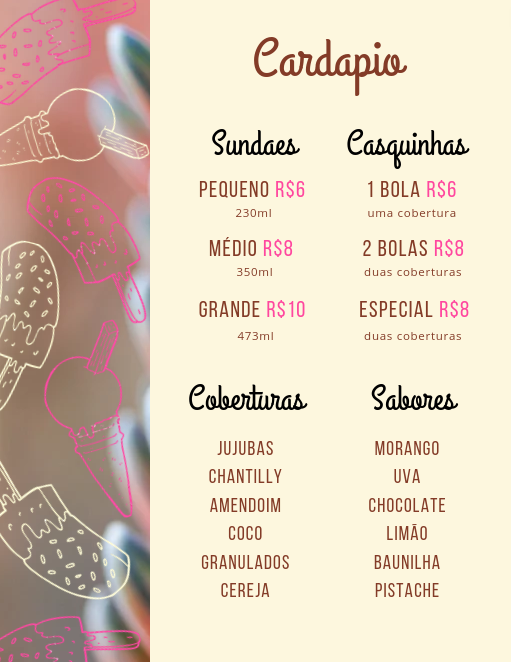 Cardapio
Sundaes
PEQUENO R$6
230ml
MÉDIO R$8
350ml
GRANDE R$10
473ml
Casquinhas
1 BOLA R$6
uma cobertura
2 BOLAS R$8
duas coberturas
ESPECIAL R$8
duas coberturas
Coberturas
JUJUBAS
CHANTILLY
AMENDOIM
COCO
GRANULADOS
CEREJA
Sabores
MORANGO
UVA
CHOCOLATE
LIMÃO
BAUNILHA
PISTACHE